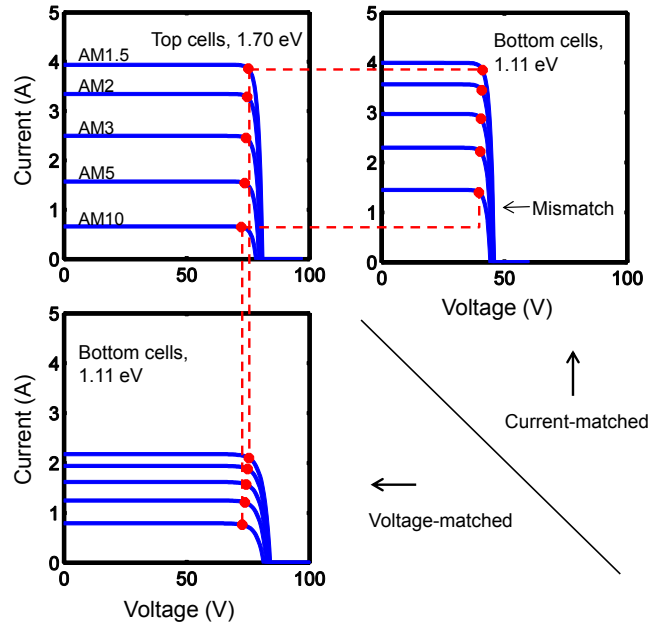 5
4
3
2
1
0
Current (A)
Top cells, 1.70 eV
AM1.5
AM2
AM3
AM5
AM10
0
50
100
5
4
3
2
1
0
Bottom cells,
1.11 eV
Mismatch
0
50
100
Voltage (V)
5
4
3
2
1
0
Current (A)
Bottom cells,
1.11 eV
0
50
100
Voltage (V)
Current-matched
Voltage-matched